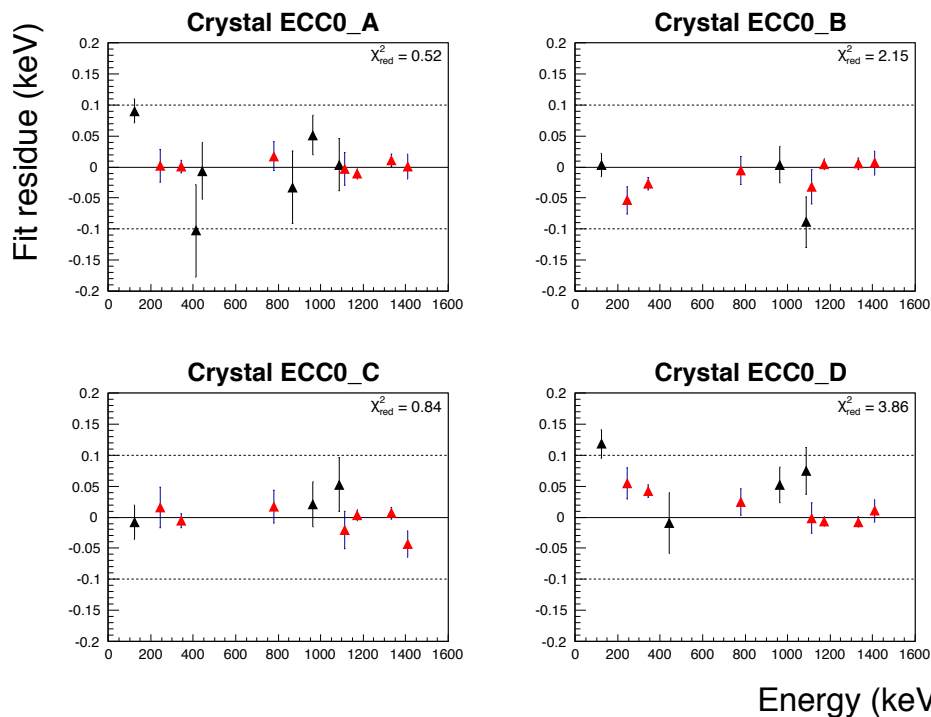 Fit residue (keV)
Crystal ECC0_A
χ²red = 0.52
0.2
0.15
0.1
0.05
0
-0.05
-0.1
-0.15
-0.2
0 200 400 600 800 1000 1200 1400 1600
Crystal ECC0_B
χ²red = 2.15
0.2
0.15
0.1
0.05
0
-0.05
-0.1
-0.15
-0.2
0 200 400 600 800 1000 1200 1400 1600
Crystal ECC0_C
χ²red = 0.84
0.2
0.15
0.1
0.05
0
-0.05
-0.1
-0.15
-0.2
0 200 400 600 800 1000 1200 1400 1600
Crystal ECC0_D
χ²red = 3.86
0.2
0.15
0.1
0.05
0
-0.05
-0.1
-0.15
-0.2
0 200 400 600 800 1000 1200 1400 1600
Energy (keV